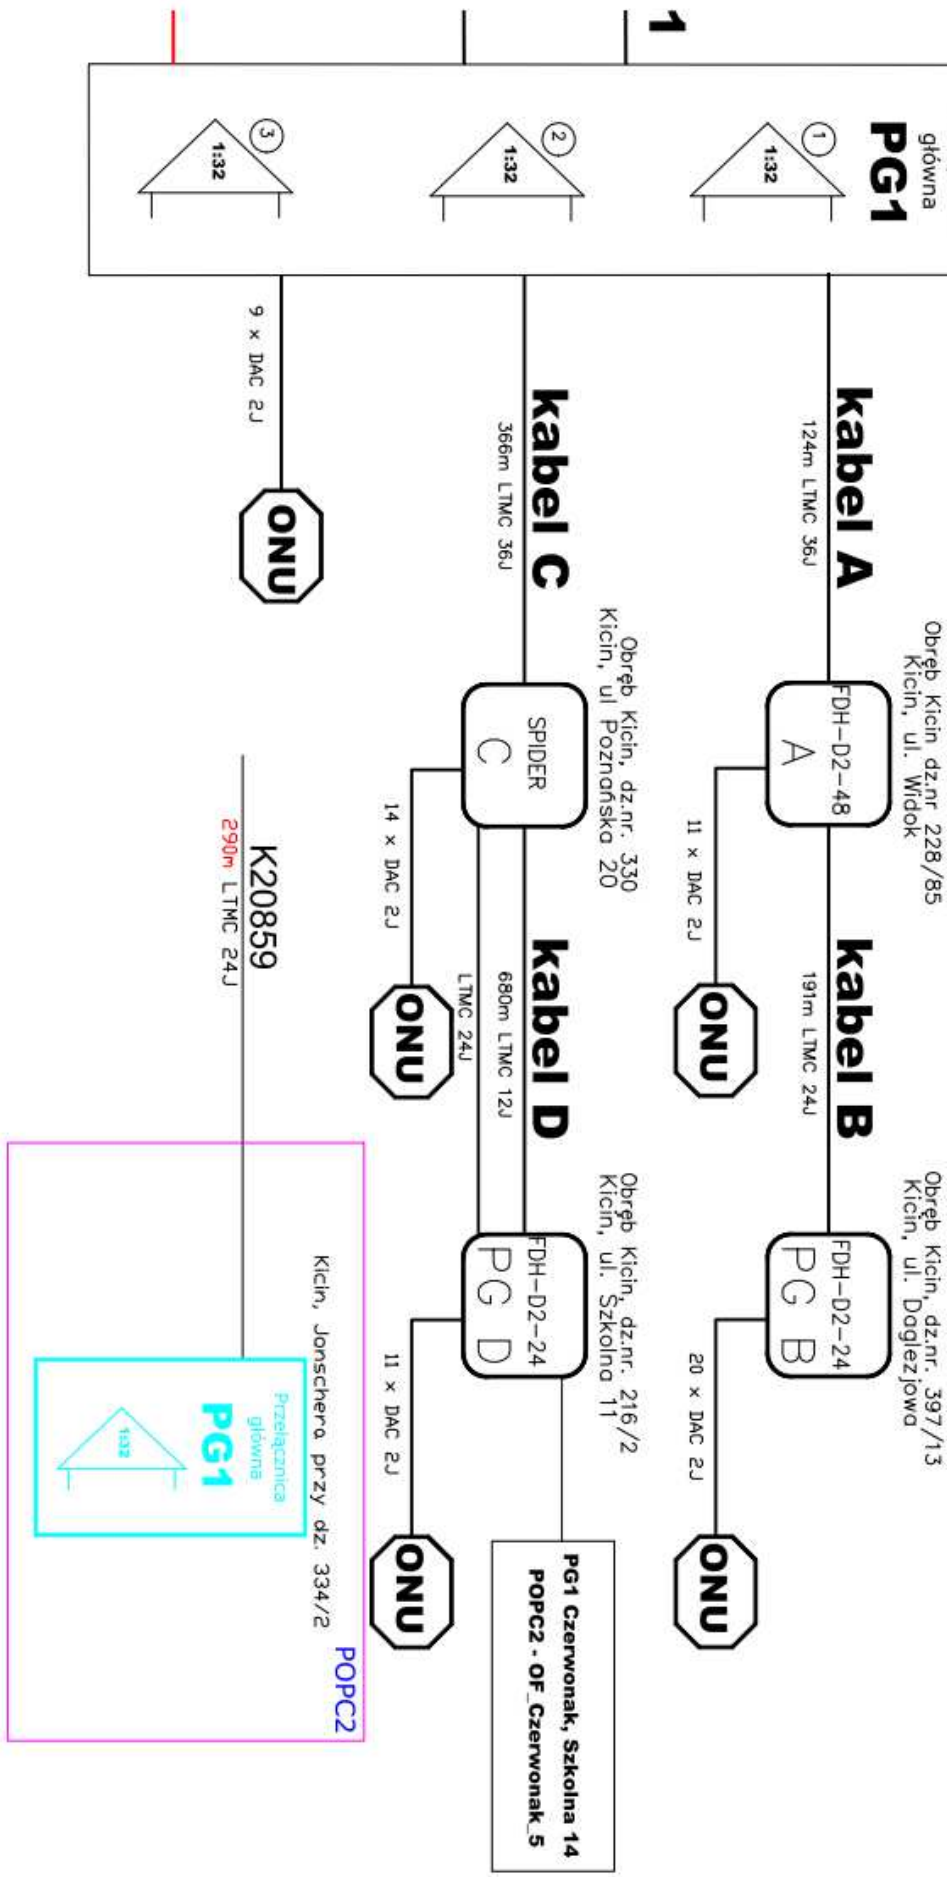 1
główna
PG1
1
1:32
2
1:32
3
1:32
kabel A
124m LTMC 36J
Obręb Kicin dz.nr 228/85
Kicin, ul. Widok
FDH-D2-48
A
11 x DAC 2J
ONU
kabel B
191m LTMC 24J
Obręb Kicin, dz.nr. 397/13
Kicin, ul. Daglezjowa
FDH-D2-24
PG B
20 x DAC 2J
ONU
kabel C
366m LTMC 36J
Obręb Kicin, dz.nr. 330
Kicin, ul Poznańska 20
SPIDER
C
14 x DAC 2J
ONU
kabel D
680m LTMC 12J
LTMC 24J
Obręb Kicin, dz.nr. 216/2
Kicin, ul. Szkolna 11
FDH-D2-24
PG D
11 x DAC 2J
ONU
PG1 Czerwonak, Szkolna 14
POPC2 - OF_Czerwonak_5
9 x DAC 2J
ONU
K20859
290m LTMC 24J
POPC2
Kicin, Jonschera przy dz. 334/2
Przełącznica
główna
PG1
1:32